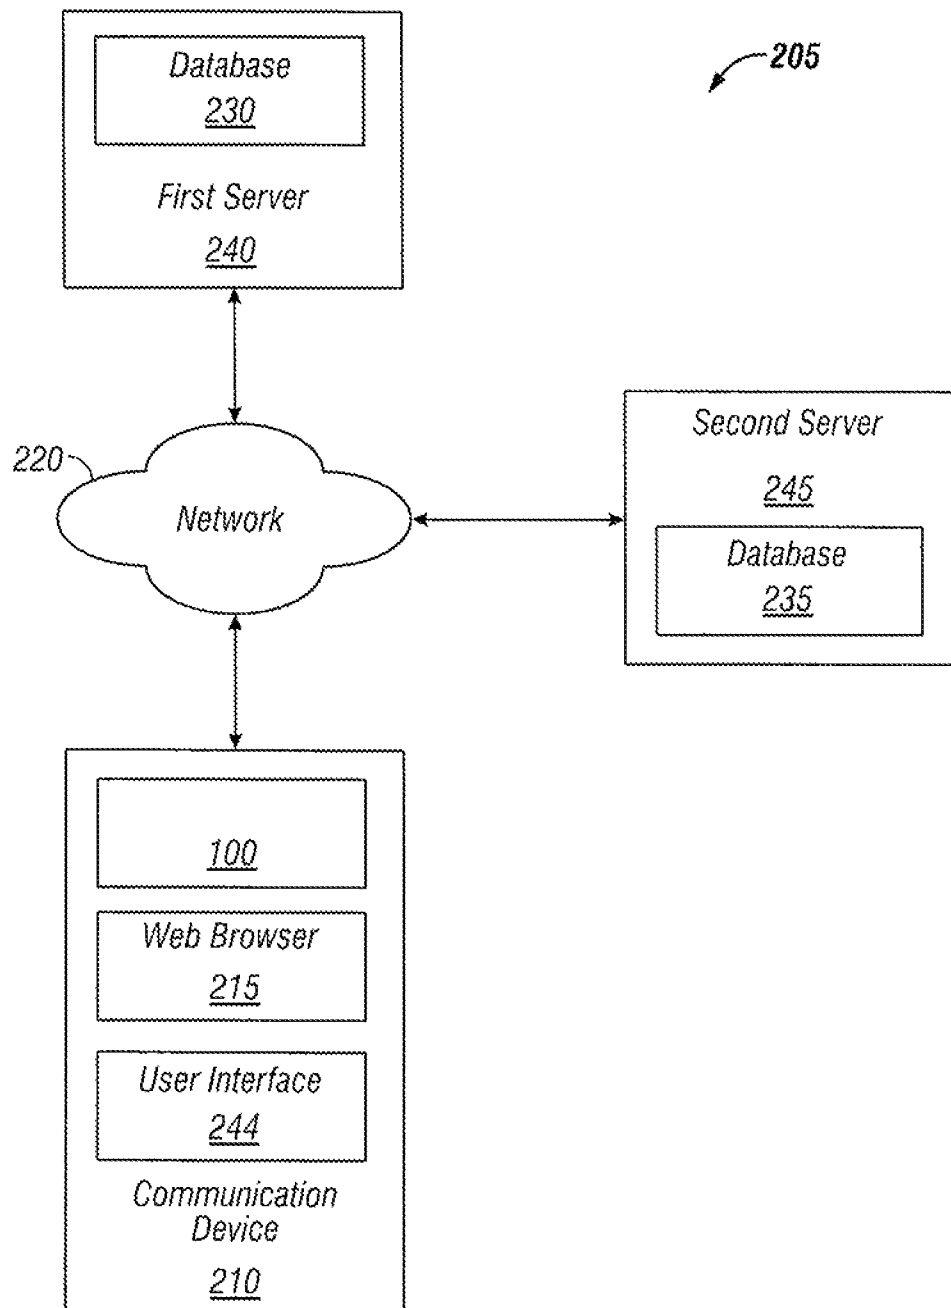 Database
230
First Server
240
205
220
Network
Second Server
245
Database
235
100
Web Browser
215
User Interface
244
Communication
Device
210